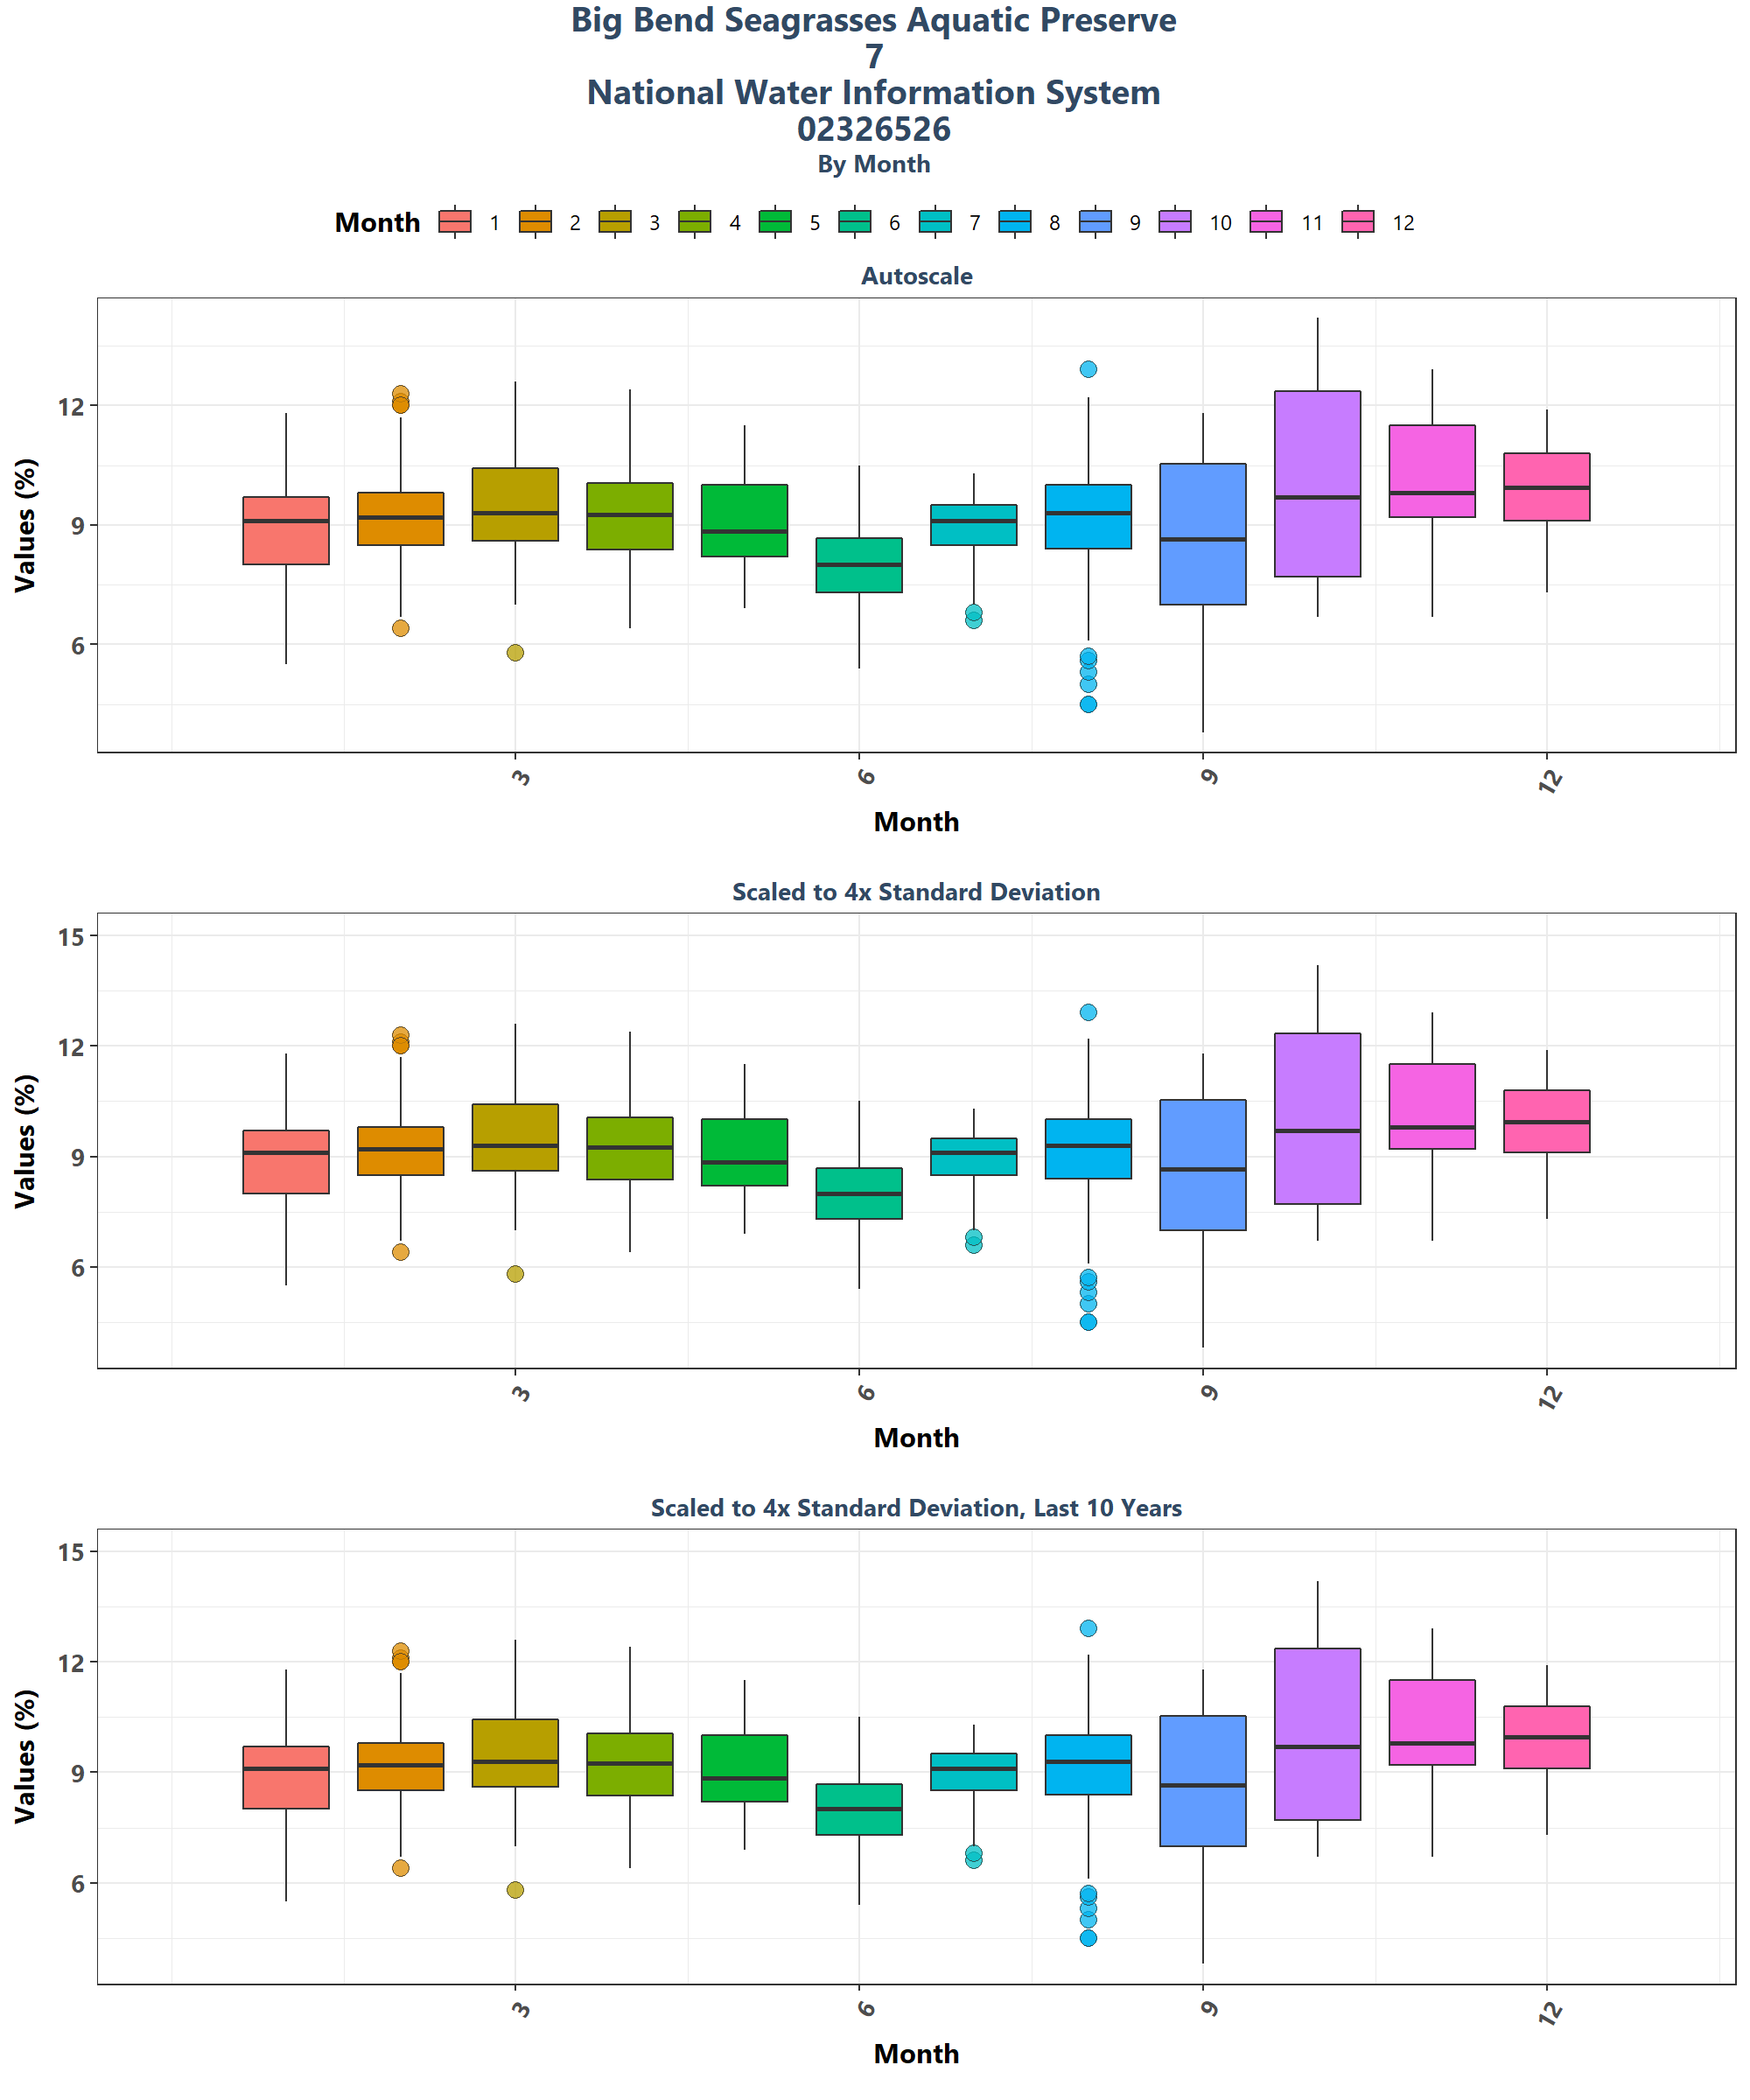 Big Bend Seagrasses Aquatic Preserve
7
National Water Information System
02326526
By Month
Month 1 2 3 4 5 6 7 8 9 10 11 12
Autoscale
12
9
6
Values (%)
3 6 9 12
Month
Scaled to 4x Standard Deviation
15
12
9
6
Values (%)
3 6 9 12
Month
Scaled to 4x Standard Deviation, Last 10 Years
15
12
9
6
Values (%)
3 6 9 12
Month